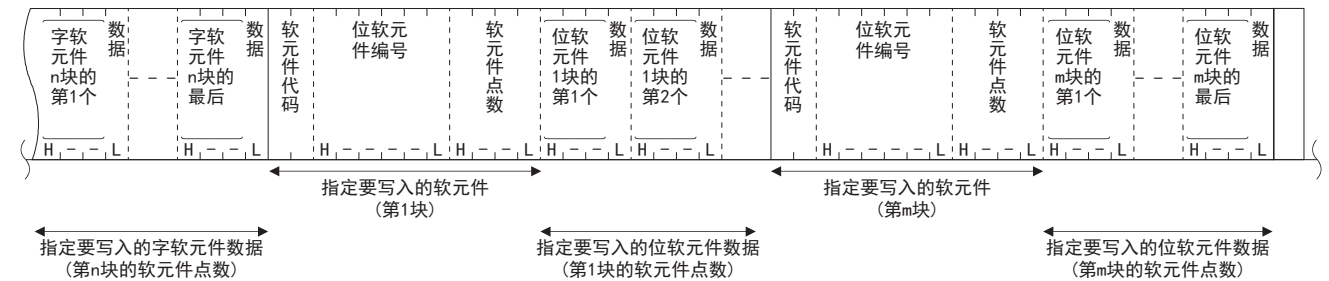 字软元件n块的第1个 数据
字软元件n块的最后 数据
软元件代码
位软元件编号
软元件点数
位软元件1块的第1个 数据
位软元件1块的第2个 数据
软元件代码
位软元件编号
软元件点数
位软元件m块的第1个 数据
位软元件m块的最后 数据
H - - L H - - L H - - - - L H - - L H - - L H - - L H - - - - L H - - L H - - L H - - L
指定要写入的软元件
(第1块)
指定要写入的软元件
(第m块)
指定要写入的字软元件数据
(第n块的软元件点数)
指定要写入的位软元件数据
(第1块的软元件点数)
指定要写入的位软元件数据
(第m块的软元件点数)